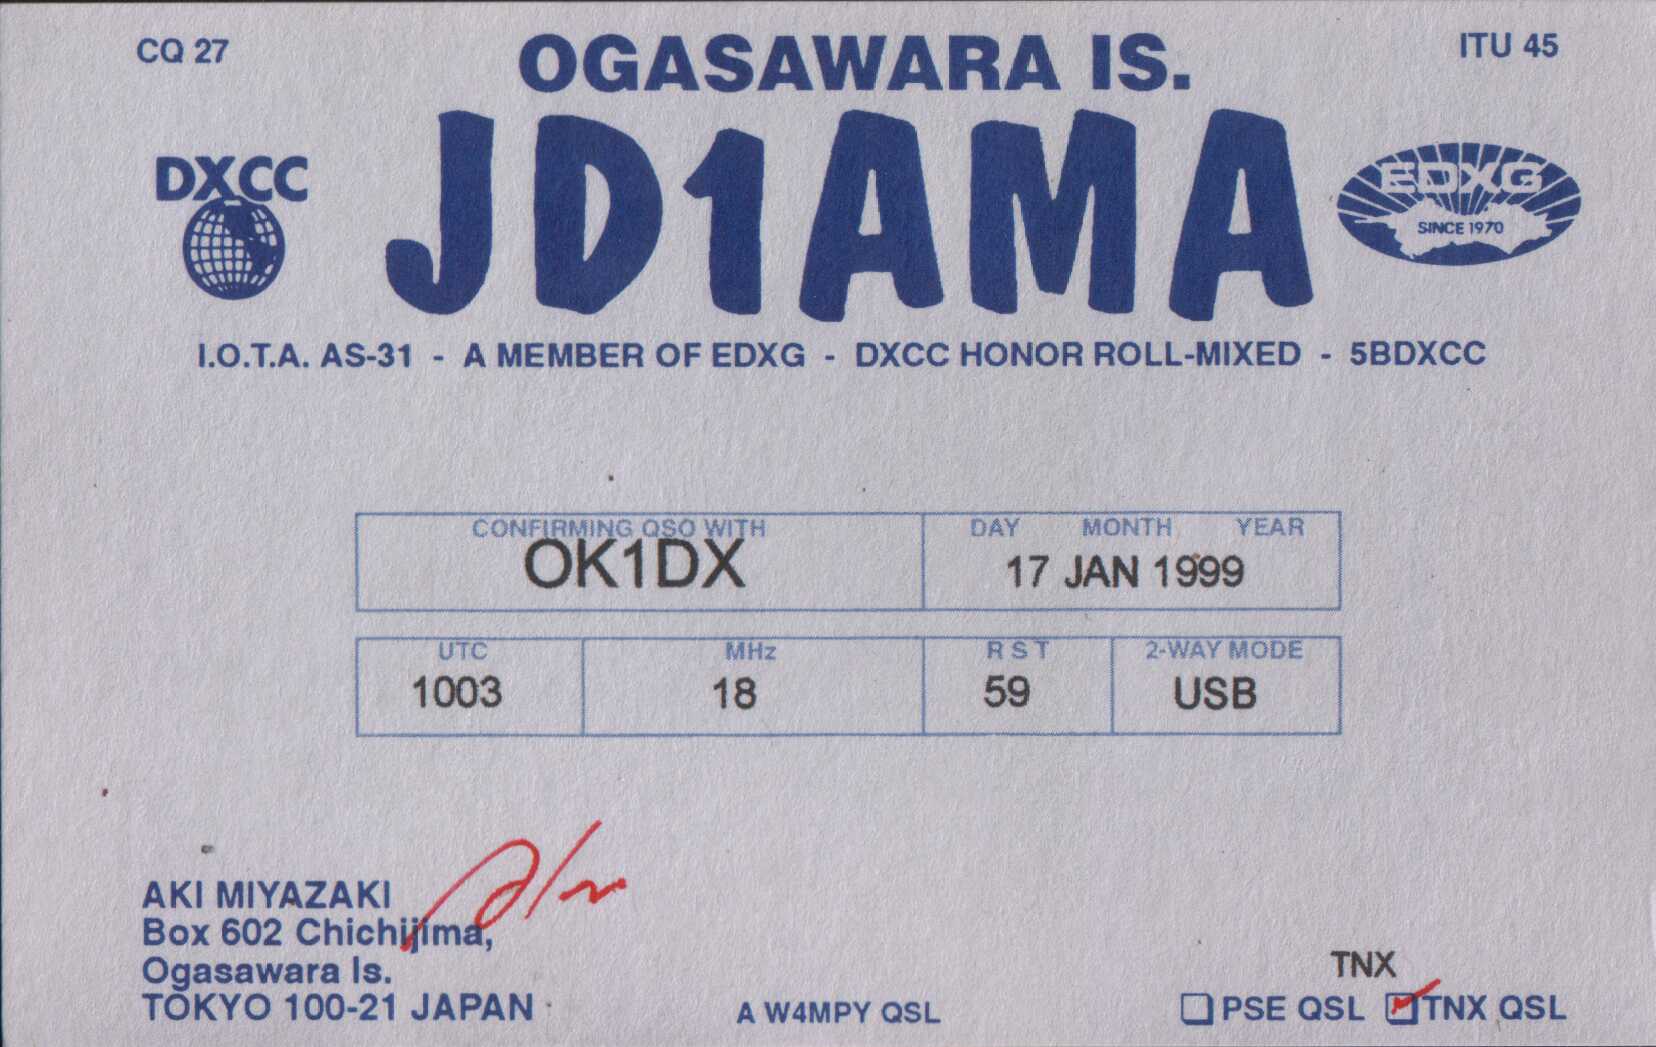 CQ 27
OGASAWARA IS.
ITU 45
DXCC
JD1AMA
EDXG
SINCE 1970
I.O.T.A. AS-31 - A MEMBER OF EDXG - DXCC HONOR ROLL-MIXED - 5BDXCC
CONFIRMING QSO WITH
OK1DX
DAY MONTH YEAR
17 JAN 1999
UTC MHz RST 2-WAY MODE
1003 18 59 USB
AKI MIYAZAKI
Box 602 Chichijima,
Ogasawara Is.
TOKYO 100-21 JAPAN
A W4MPY QSL
TNX
PSE QSL TNX QSL